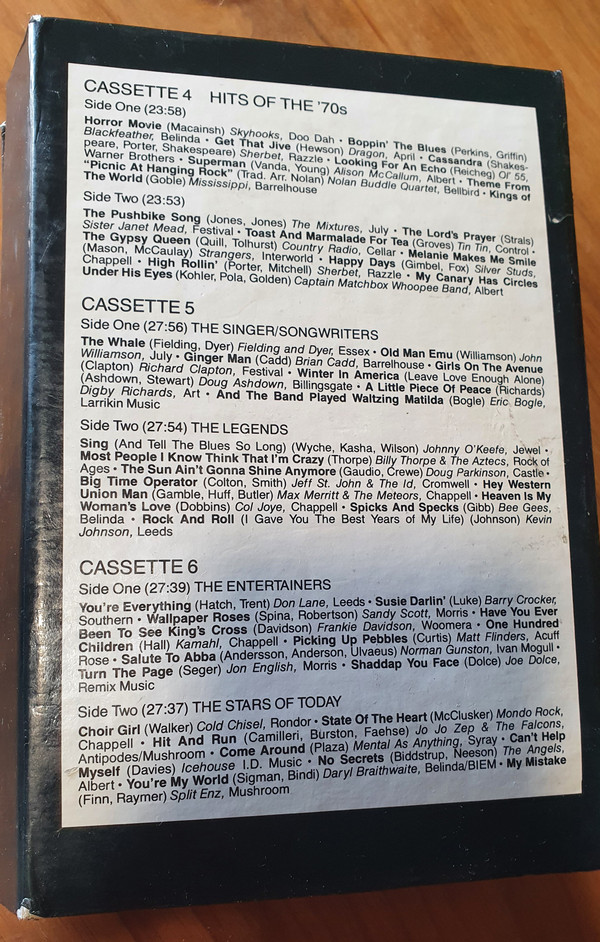 CASSETTE 4 HITS OF THE '70s
Side One (23:58)
Horror Movie (Macainsh) Skyhooks, Doo Dah • Boppin' The Blues (Perkins, Griffin)
Blackfeather, Belinda • Get That Jive (Hewson) Dragon, April • Cassandra (Shakes-
peare, Porter, Shakespeare) Sherbet, Razzle • Looking For An Echo (Reicheg) Ol' 55,
Warner Brothers • Superman (Vanda, Young) Alison McCallum, Albert • Theme From
"Picnic At Hanging Rock" (Trad. Arr. Nolan) Nolan Buddle Quartet, Bellbird • Kings of
The World (Goble) Mississippi, Barrelhouse
Side Two (23:53)
The Pushbike Song (Jones, Jones) The Mixtures, July • The Lord's Prayer (Strals)
Sister Janet Mead, Festival • Toast And Marmalade For Tea (Groves) Tin Tin, Control •
The Gypsy Queen (Quill, Tolhurst) Country Radio, Cellar • Melanie Makes Me Smile
(Mason, McCaulay) Strangers, Interworld • Happy Days (Gimbel, Fox) Silver Studs,
Chappell • High Rollin' (Porter, Mitchell) Sherbet, Razzle • My Canary Has Circles
Under His Eyes (Kohler, Pola, Golden) Captain Matchbox Whoopee Band, Albert
CASSETTE 5
Side One (27:56) THE SINGER/SONGWRITERS
The Whale (Fielding, Dyer) Fielding and Dyer, Essex • Old Man Emu (Williamson) John
Williamson, July • Ginger Man (Cadd) Brian Cadd, Barrelhouse • Girls On The Avenue
(Clapton) Richard Clapton, Festival • Winter In America (Leave Love Enough Alone)
(Ashdown, Stewart) Doug Ashdown, Billingsgate • A Little Piece Of Peace (Richards)
Digby Richards, Art • And The Band Played Waltzing Matilda (Bogle) Eric Bogle,
Larrikin Music
Side Two (27:54) THE LEGENDS
Sing (And Tell The Blues So Long) (Wyche, Kasha, Wilson) Johnny O'Keefe, Jewel •
Most People I Know Think That I'm Crazy (Thorpe) Billy Thorpe & The Aztecs, Rock of
Ages • The Sun Ain't Gonna Shine Anymore (Gaudio, Crewe) Doug Parkinson, Castle •
Big Time Operator (Colton, Smith) Jeff St. John & The Id, Cromwell • Hey Western
Union Man (Gamble, Huff, Butler) Max Merritt & The Meteors, Chappell • Heaven Is My
Woman's Love (Dobbins) Col Joye, Chappell • Spicks And Specks (Gibb) Bee Gees,
Belinda • Rock And Roll (I Gave You The Best Years of My Life) (Johnson) Kevin
Johnson, Leeds
CASSETTE 6
Side One (27:39) THE ENTERTAINERS
You're Everything (Hatch, Trent) Don Lane, Leeds • Susie Darlin' (Luke) Barry Crocker,
Southern • Wallpaper Roses (Spina, Robertson) Sandy Scott, Morris • Have You Ever
Been To See King's Cross (Davidson) Frankie Davidson, Woomera • One Hundred
Children (Hall) Kamahl, Chappell • Picking Up Pebbles (Curtis) Matt Flinders, Acuff
Rose • Salute To Abba (Andersson, Anderson, Ulvaeus) Norman Gunston, Ivan Mogull •
Turn The Page (Seger) Jon English, Morris • Shaddap You Face (Dolce) Joe Dolce,
Remix Music
Side Two (27:37) THE STARS OF TODAY
Choir Girl (Walker) Cold Chisel, Rondor • State Of The Heart (McClusker) Mondo Rock,
Chappell • Hit And Run (Camilleri, Burston, Faehse) Jo Jo Zep & The Falcons,
Antipodes/Mushroom • Come Around (Plaza) Mental As Anything, Syray • Can't Help
Myself (Davies) Icehouse I.D. Music • No Secrets (Biddstrup, Neeson) The Angels,
Albert • You're My World (Sigman, Bindi) Daryl Braithwaite, Belinda/BIEM • My Mistake
(Finn, Raymer) Split Enz, Mushroom